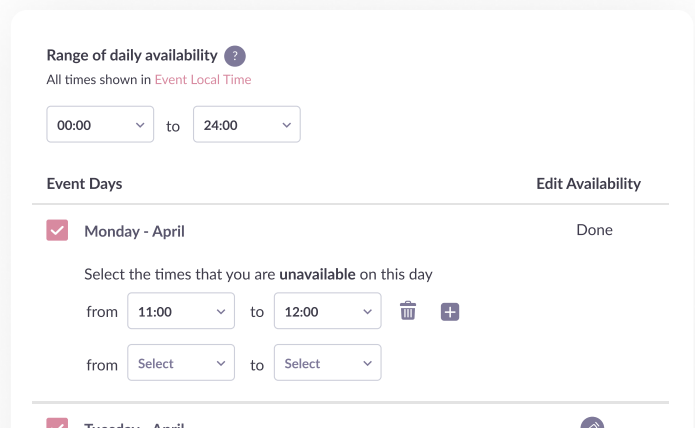 Range of daily availability ?
All times shown in Event Local Time
00:00 to 24:00
Event Days Edit Availability
Monday - April Done
Select the times that you are unavailable on this day
from 11:00 to 12:00
from Select to Select
Tuesday - April